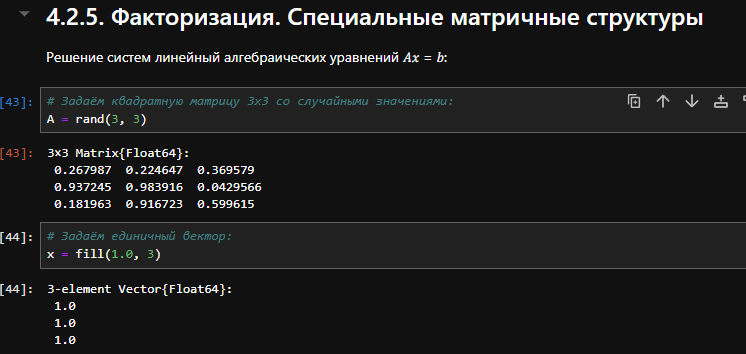 4.2.5. Факторизация. Специальные матричные структуры
Решение систем линейный алгебраических уравнений Ax = b:
[43]: # Задаём квадратную матрицу 3x3 со случайными значениями:
A = rand(3, 3)
[43]: 3x3 Matrix{Float64}:
0.267987 0.224647 0.369579
0.937245 0.983916 0.0429566
0.181963 0.916723 0.599615
[44]: # Задаём единичный вектор:
x = fill(1.0, 3)
[44]: 3-element Vector{Float64}:
1.0
1.0
1.0